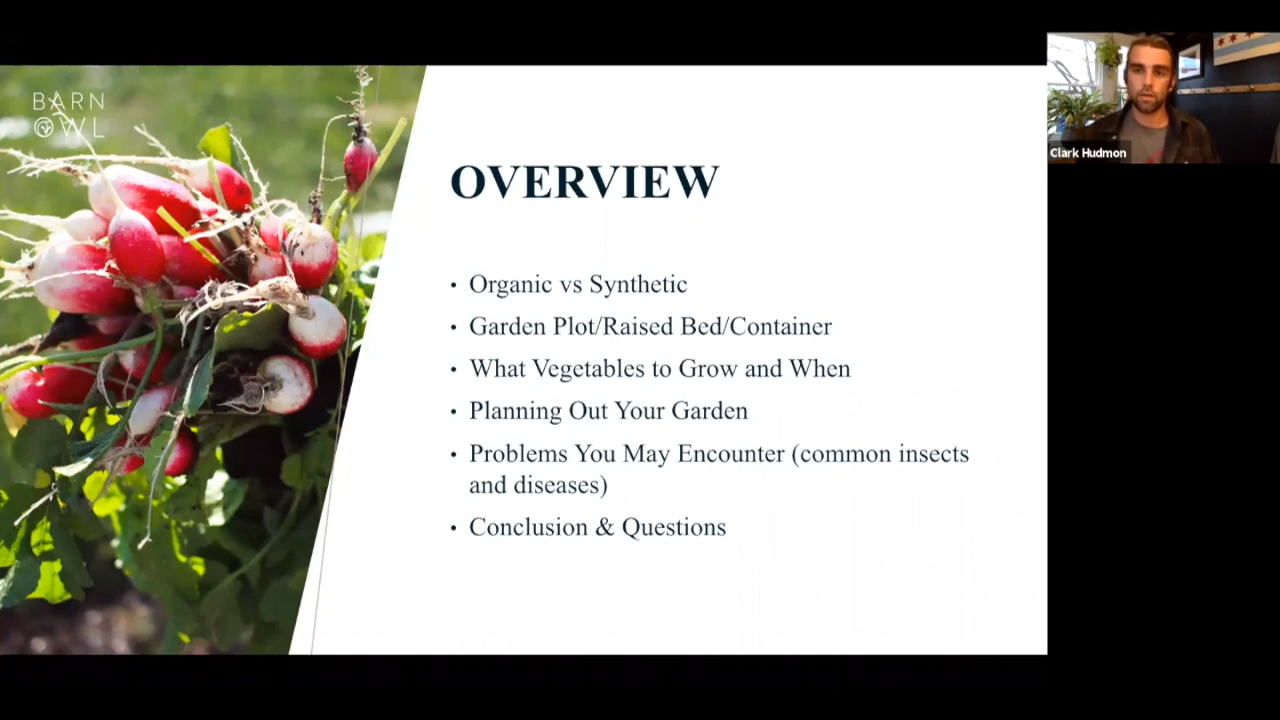 BARN
OWL
Clark Hudmon
OVERVIEW
• Organic vs Synthetic
• Garden Plot/Raised Bed/Container
• What Vegetables to Grow and When
• Planning Out Your Garden
• Problems You May Encounter (common insects
and diseases)
• Conclusion & Questions